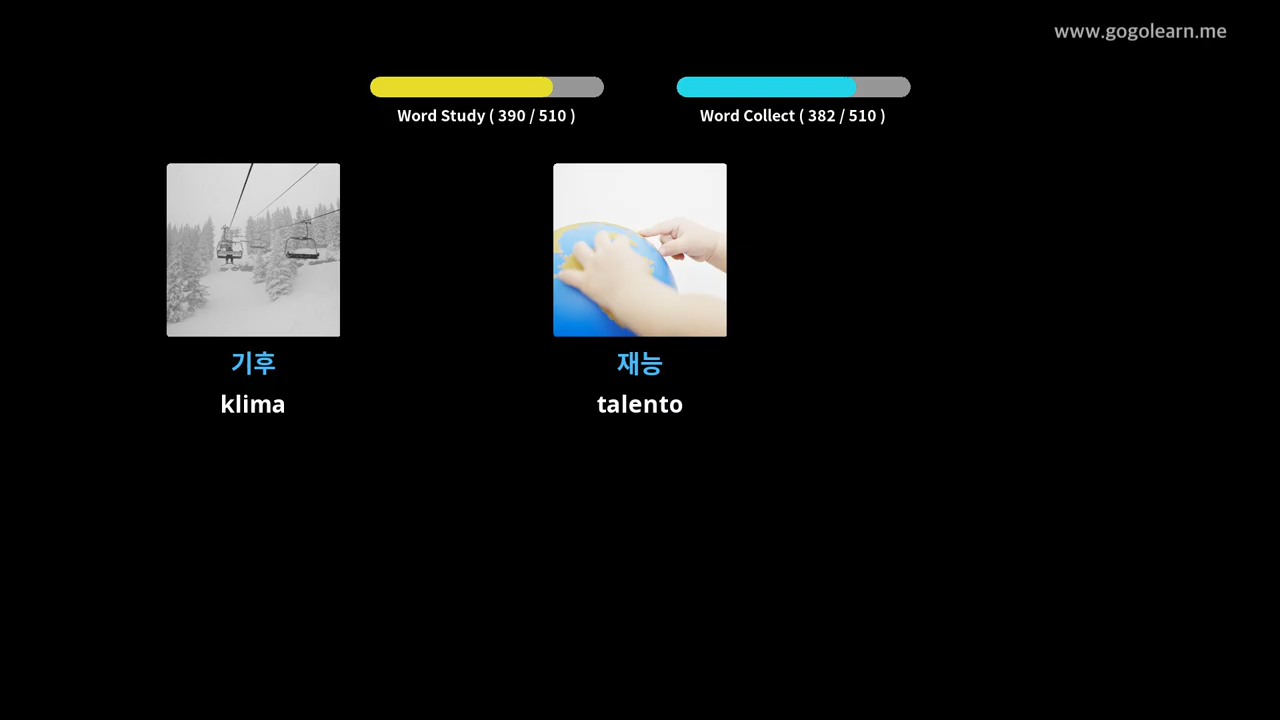 www.gogolearn.me
Word Study ( 390 / 510 )
Word Collect ( 382 / 510 )
기후
klima
재능
talento